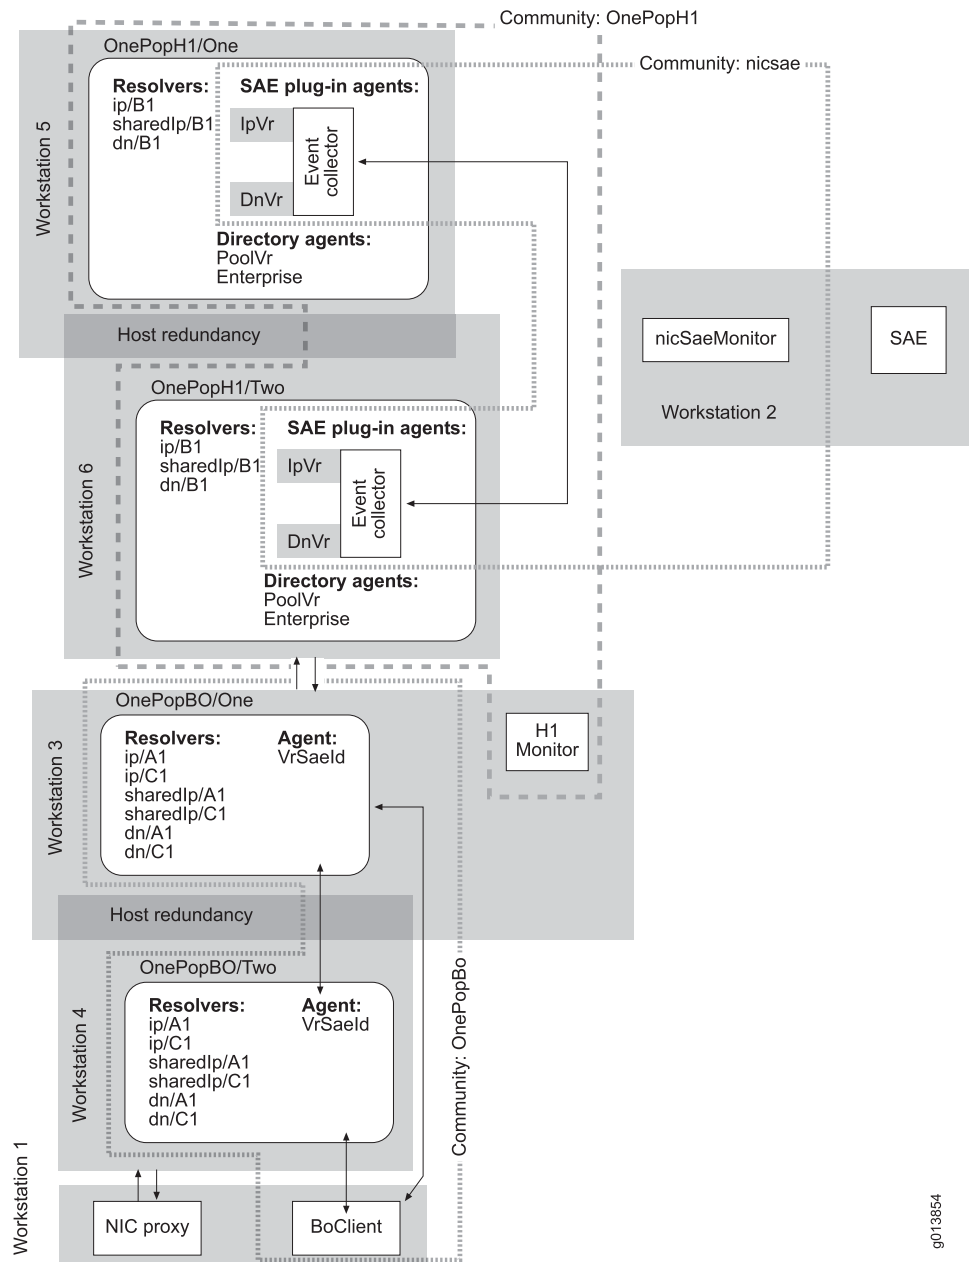 Community: OnePopH1
OnePopH1/One
Community: nicsae
Workstation 5
Resolvers:
ip/B1
sharedIp/B1
dn/B1
SAE plug-in agents:
IpVr
Event
collector
DnVr
Directory agents:
PoolVr
Enterprise
Host redundancy
nicSaeMonitor
SAE
Workstation 2
OnePopH1/Two
Workstation 6
Resolvers:
ip/B1
sharedIp/B1
dn/B1
SAE plug-in agents:
IpVr
Event
collector
DnVr
Directory agents:
PoolVr
Enterprise
OnePopBO/One
Workstation 3
Resolvers:
ip/A1
ip/C1
sharedIp/A1
sharedIp/C1
dn/A1
dn/C1
Agent:
VrSaeId
H1
Monitor
Host redundancy
OnePopBO/Two
Workstation 4
Resolvers:
ip/A1
ip/C1
sharedIp/A1
sharedIp/C1
dn/A1
dn/C1
Agent:
VrSaeId
Community: OnePopBo
Workstation 1
NIC proxy
BoClient
g013854